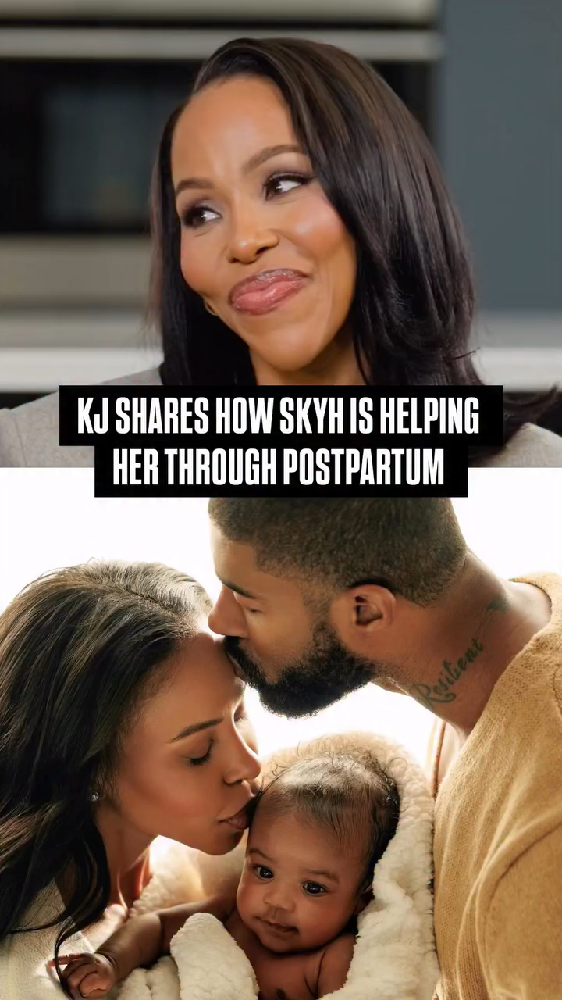 KJ SHARES HOW SKYH IS HELPING
HER THROUGH POSTPARTUM
Resilient